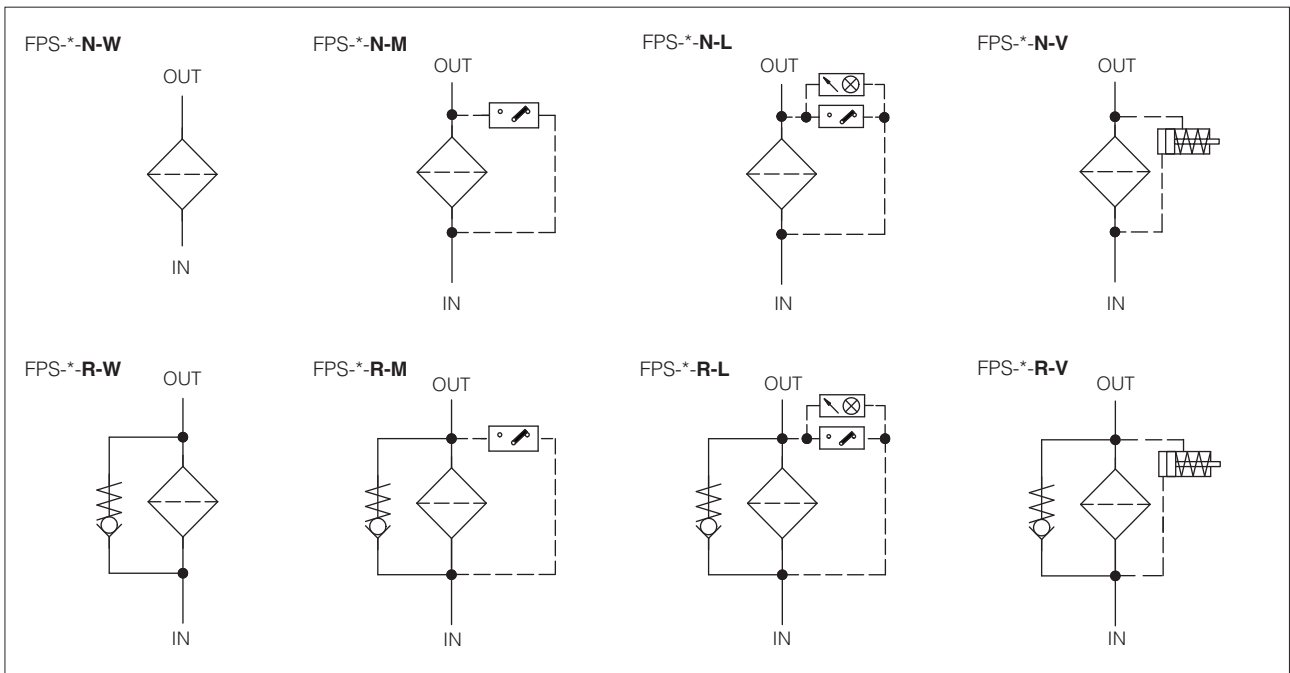 FPS-*-N-W
OUT
IN
FPS-*-N-M
OUT
IN
FPS-*-N-L
OUT
IN
FPS-*-N-V
OUT
IN
FPS-*-R-W
OUT
IN
FPS-*-R-M
OUT
IN
FPS-*-R-L
OUT
IN
FPS-*-R-V
OUT
IN